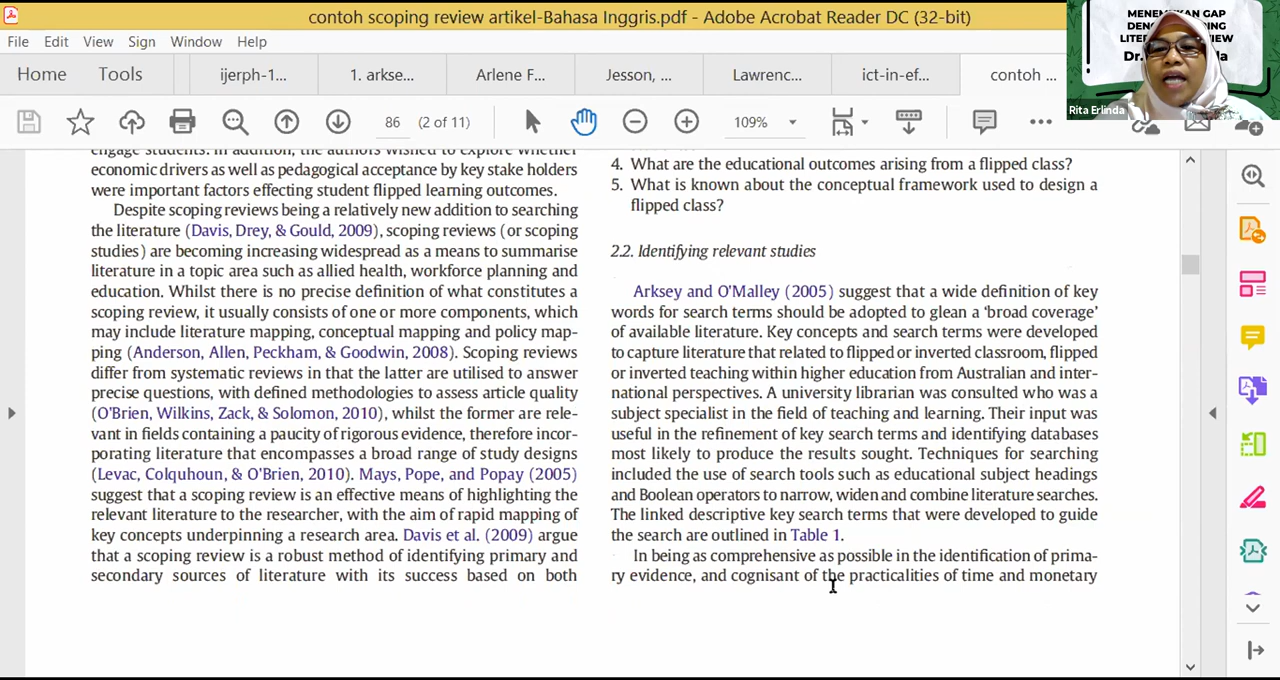 contoh scoping review artikel-Bahasa Inggris.pdf - Adobe Acrobat Reader DC (32-bit)
File Edit View Sign Window Help
Home Tools ijerph-1... 1. arkse... Arlene F... Jesson, ... Lawrenc... ict-in-ef... contoh ...
86 (2 of 11) 109%
MENEMUKAN GAP
Rita Erlinda
engage students. In addition, the authors wished to explore whether
economic drivers as well as pedagogical acceptance by key stake holders
were important factors effecting student flipped learning outcomes.
Despite scoping reviews being a relatively new addition to searching
the literature (Davis, Drey, & Gould, 2009), scoping reviews (or scoping
studies) are becoming increasing widespread as a means to summarise
literature in a topic area such as allied health, workforce planning and
education. Whilst there is no precise definition of what constitutes a
scoping review, it usually consists of one or more components, which
may include literature mapping, conceptual mapping and policy map-
ping (Anderson, Allen, Peckham, & Goodwin, 2008). Scoping reviews
differ from systematic reviews in that the latter are utilised to answer
precise questions, with defined methodologies to assess article quality
(O'Brien, Wilkins, Zack, & Solomon, 2010), whilst the former are rele-
vant in fields containing a paucity of rigorous evidence, therefore incor-
porating literature that encompasses a broad range of study designs
(Levac, Colquhoun, & O'Brien, 2010). Mays, Pope, and Popay (2005)
suggest that a scoping review is an effective means of highlighting the
relevant literature to the researcher, with the aim of rapid mapping of
key concepts underpinning a research area. Davis et al. (2009) argue
that a scoping review is a robust method of identifying primary and
secondary sources of literature with its success based on both
4. What are the educational outcomes arising from a flipped class?
5. What is known about the conceptual framework used to design a
flipped class?
2.2. Identifying relevant studies
Arksey and O'Malley (2005) suggest that a wide definition of key
words for search terms should be adopted to glean a 'broad coverage'
of available literature. Key concepts and search terms were developed
to capture literature that related to flipped or inverted classroom, flipped
or inverted teaching within higher education from Australian and inter-
national perspectives. A university librarian was consulted who was a
subject specialist in the field of teaching and learning. Their input was
useful in the refinement of key search terms and identifying databases
most likely to produce the results sought. Techniques for searching
included the use of search tools such as educational subject headings
and Boolean operators to narrow, widen and combine literature searches.
The linked descriptive key search terms that were developed to guide
the search are outlined in Table 1.
In being as comprehensive as possible in the identification of prima-
ry evidence, and cognisant of the practicalities of time and monetary